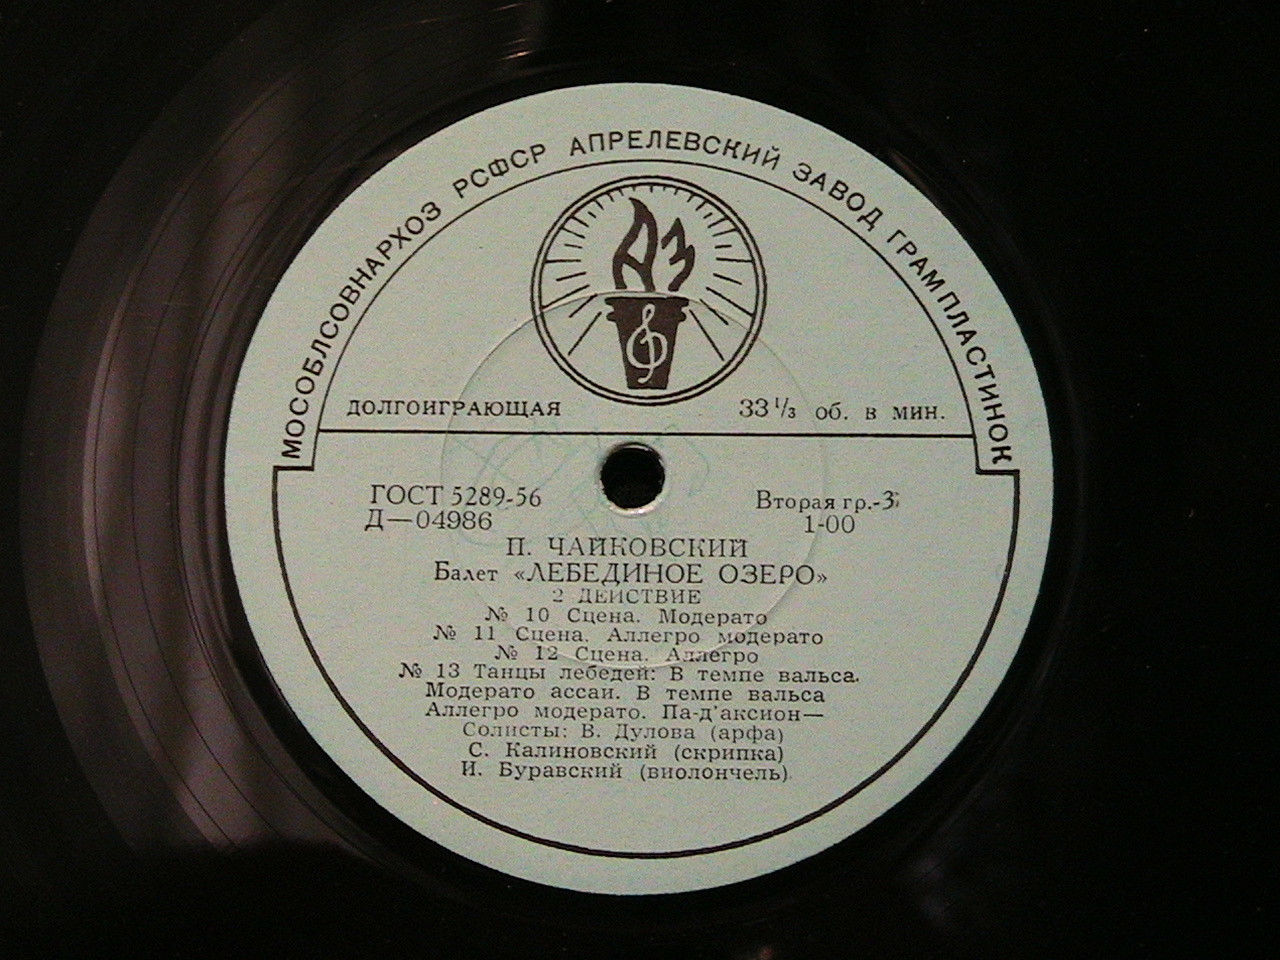 МОСОБЛСОВНАРХОЗ РСФСР АПРЕЛЕВСКИЙ ЗАВОД ГРАМПЛАСТИНОК
АЗ
ДОЛГОИГРАЮЩАЯ 33 1/3 об. в мин.
ГОСТ 5289-56 Вторая гр.-3
Д—04986 1-00
П. ЧАЙКОВСКИЙ
Балет «ЛЕБЕДИНОЕ ОЗЕРО»
2 ДЕЙСТВИЕ
№ 10 Сцена. Модерато
№ 11 Сцена. Аллегро модерато
№ 12 Сцена. Аллегро
№ 13 Танцы лебедей: В темпе вальса.
Модерато ассаи. В темпе вальса
Аллегро модерато. Па-д'аксион—
Солисты: В. Дулова (арфа)
С. Калиновский (скрипка)
И. Буравский (виолончель)